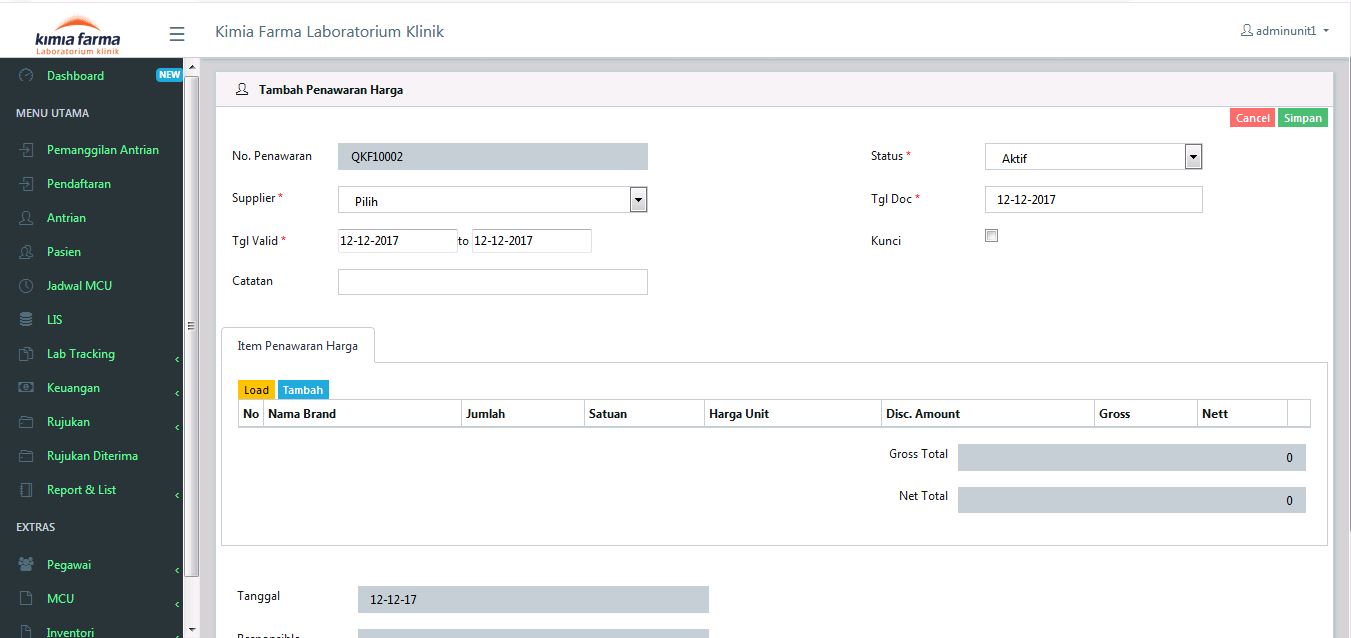 kimia farma
Laboratorium klinik
Kimia Farma Laboratorium Klinik
adminunit1
Dashboard
NEW
MENU UTAMA
Pemanggilan Antrian
Pendaftaran
Antrian
Pasien
Jadwal MCU
LIS
Lab Tracking
Keuangan
Rujukan
Rujukan Diterima
Report & List
EXTRAS
Pegawai
MCU
Inventori
Tambah Penawaran Harga
Cancel Simpan
No. Penawaran QKF10002
Status * Aktif
Supplier * Pilih
Tgl Doc * 12-12-2017
Tgl Valid * 12-12-2017 to 12-12-2017
Kunci
Catatan
Item Penawaran Harga
Load Tambah
No Nama Brand Jumlah Satuan Harga Unit Disc. Amount Gross Nett
Gross Total 0
Net Total 0
Tanggal 12-12-17
Responsible